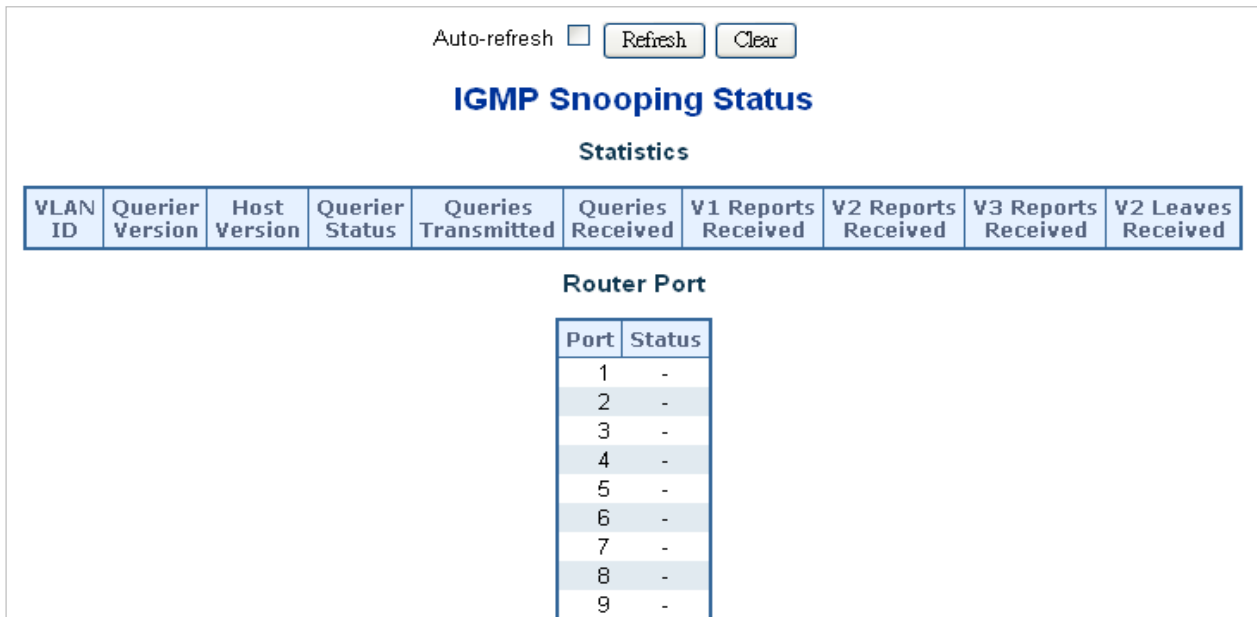 Auto-refresh Refresh Clear
IGMP Snooping Status
Statistics
VLAN ID Querier Version Host Version Querier Status Queries Transmitted Queries Received V1 Reports Received V2 Reports Received V3 Reports Received V2 Leaves Received
Router Port
Port Status
1 -
2 -
3 -
4 -
5 -
6 -
7 -
8 -
9 -